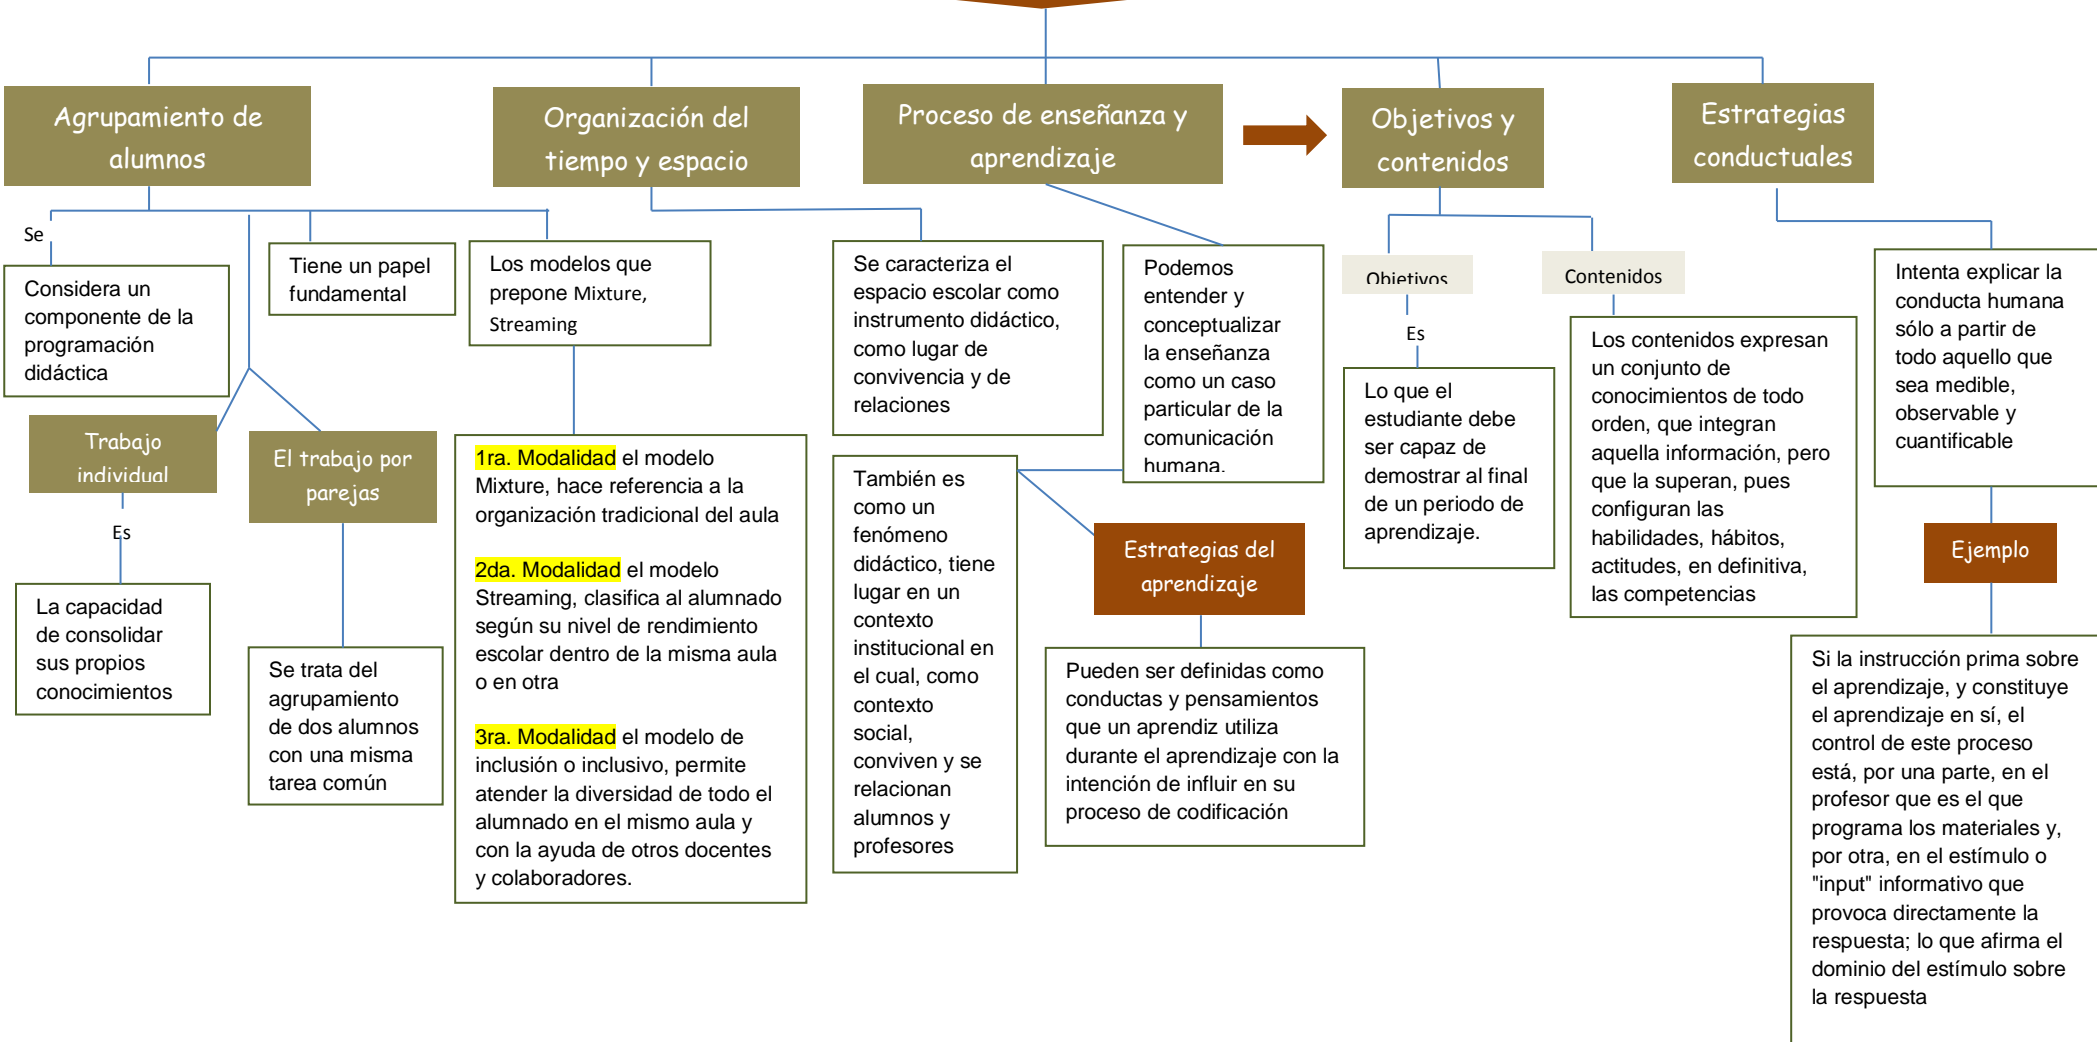 Agrupamiento de
alumnos
Organización del
tiempo y espacio
Proceso de enseñanza y
aprendizaje
Objetivos y
contenidos
Estrategias
conductuales
Se
Considera un
componente de la
programación
didáctica
Tiene un papel
fundamental
Los modelos que
prepone Mixture,
Streaming
Se caracteriza el
espacio escolar como
instrumento didáctico,
como lugar de
convivencia y de
relaciones
Podemos
entender y
conceptualizar
la enseñanza
como un caso
particular de la
comunicación
humana.
Objetivos
Es
Lo que el
estudiante debe
ser capaz de
demostrar al final
de un periodo de
aprendizaje.
Contenidos
Los contenidos expresan
un conjunto de
conocimientos de todo
orden, que integran
aquella información, pero
que la superan, pues
configuran las
habilidades, hábitos,
actitudes, en definitiva,
las competencias
Intenta explicar la
conducta humana
sólo a partir de
todo aquello que
sea medible,
observable y
cuantificable
Trabajo
individual
Es
La capacidad
de consolidar
sus propios
conocimientos
El trabajo por
parejas
Se trata del
agrupamiento
de dos alumnos
con una misma
tarea común
1ra. Modalidad el modelo
Mixture, hace referencia a la
organización tradicional del aula
2da. Modalidad el modelo
Streaming, clasifica al alumnado
según su nivel de rendimiento
escolar dentro de la misma aula
o en otra
3ra. Modalidad el modelo de
inclusión o inclusivo, permite
atender la diversidad de todo el
alumnado en el mismo aula y
con la ayuda de otros docentes
y colaboradores.
También es
como un
fenómeno
didáctico, tiene
lugar en un
contexto
institucional en
el cual, como
contexto
social,
conviven y se
relacionan
alumnos y
profesores
Estrategias del
aprendizaje
Pueden ser definidas como
conductas y pensamientos
que un aprendiz utiliza
durante el aprendizaje con la
intención de influir en su
proceso de codificación
Ejemplo
Si la instrucción prima sobre
el aprendizaje, y constituye
el aprendizaje en sí, el
control de este proceso
está, por una parte, en el
profesor que es el que
programa los materiales y,
por otra, en el estímulo o
"input" informativo que
provoca directamente la
respuesta; lo que afirma el
dominio del estímulo sobre
la respuesta